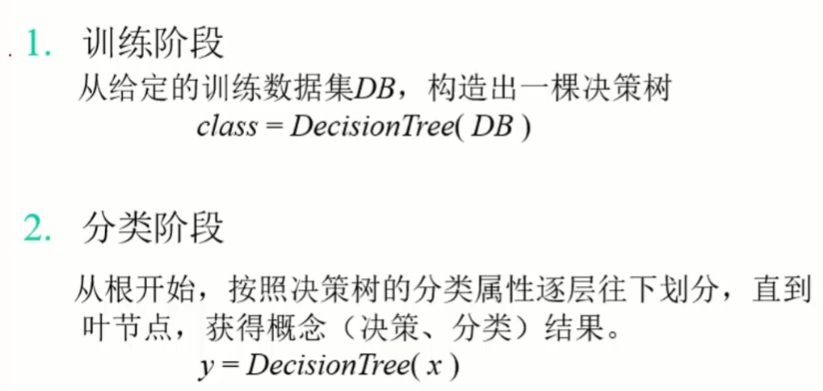 1. 训练阶段
从给定的训练数据集DB，构造出一棵决策树
class = DecisionTree( DB )
2. 分类阶段
从根开始，按照决策树的分类属性逐层往下划分，直到
叶节点，获得概念（决策、分类）结果。
y = DecisionTree( x )